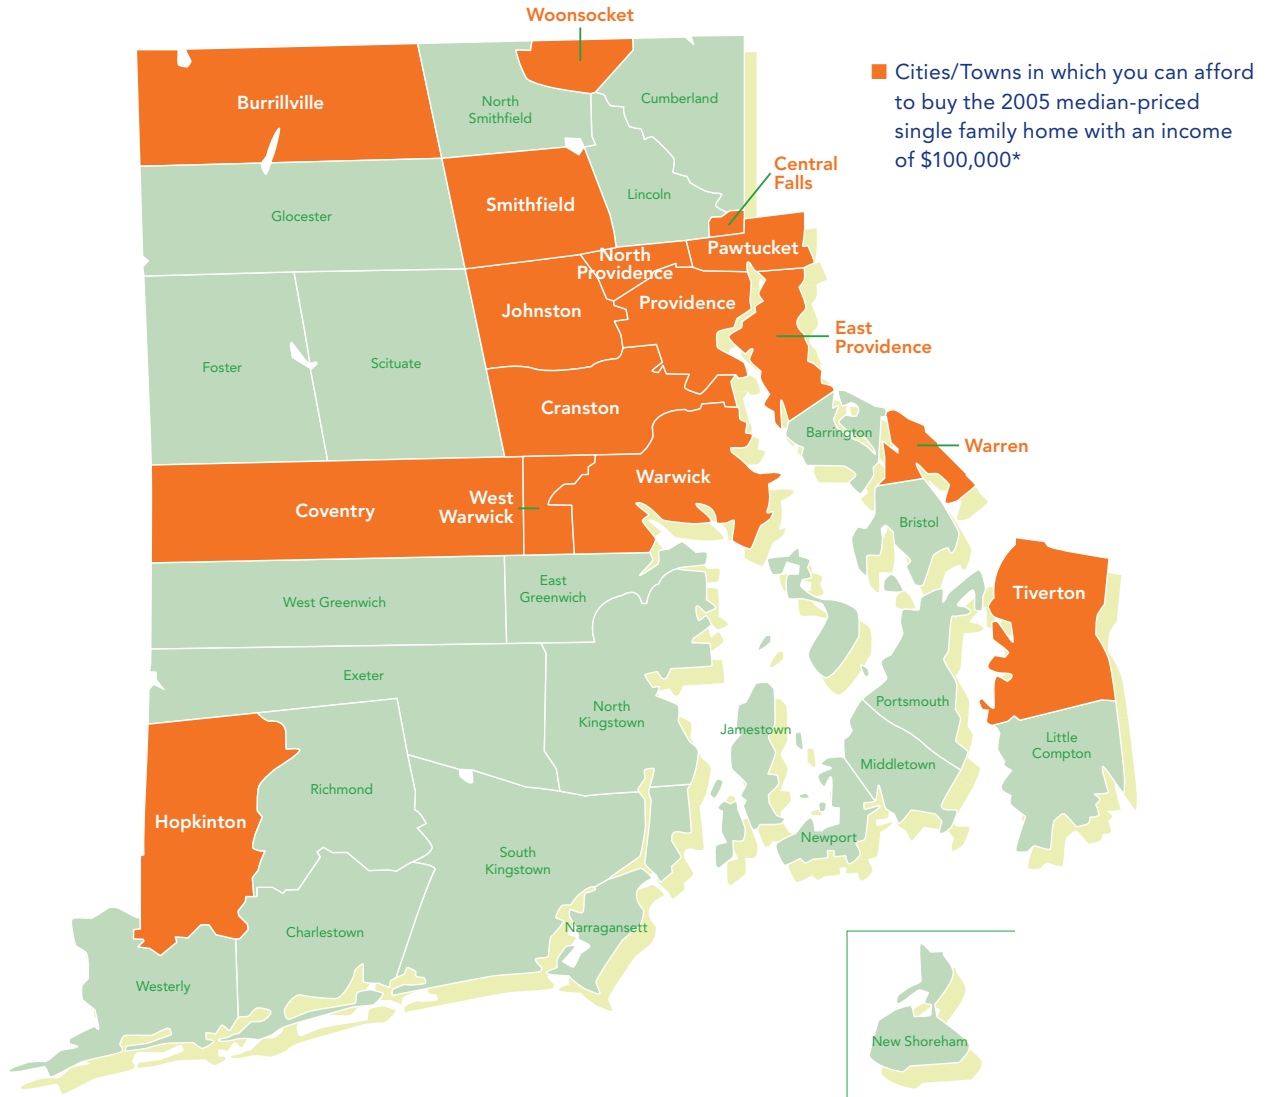 Woonsocket
Cities/Towns in which you can afford
to buy the 2005 median-priced
single family home with an income
of $100,000*
Burrillville
North
Smithfield
Cumberland
Central
Falls
Smithfield
Lincoln
Glocester
Pawtucket
North
Providence
Johnston
Providence
East
Providence
Foster
Scituate
Cranston
Barrington
Warren
Warwick
Coventry
West
Warwick
Bristol
West Greenwich
East
Greenwich
Tiverton
Exeter
North
Kingstown
Portsmouth
Jamestown
Little
Compton
Middletown
Richmond
Hopkinton
Newport
South
Kingstown
Charlestown
Narragansett
Westerly
New Shoreham